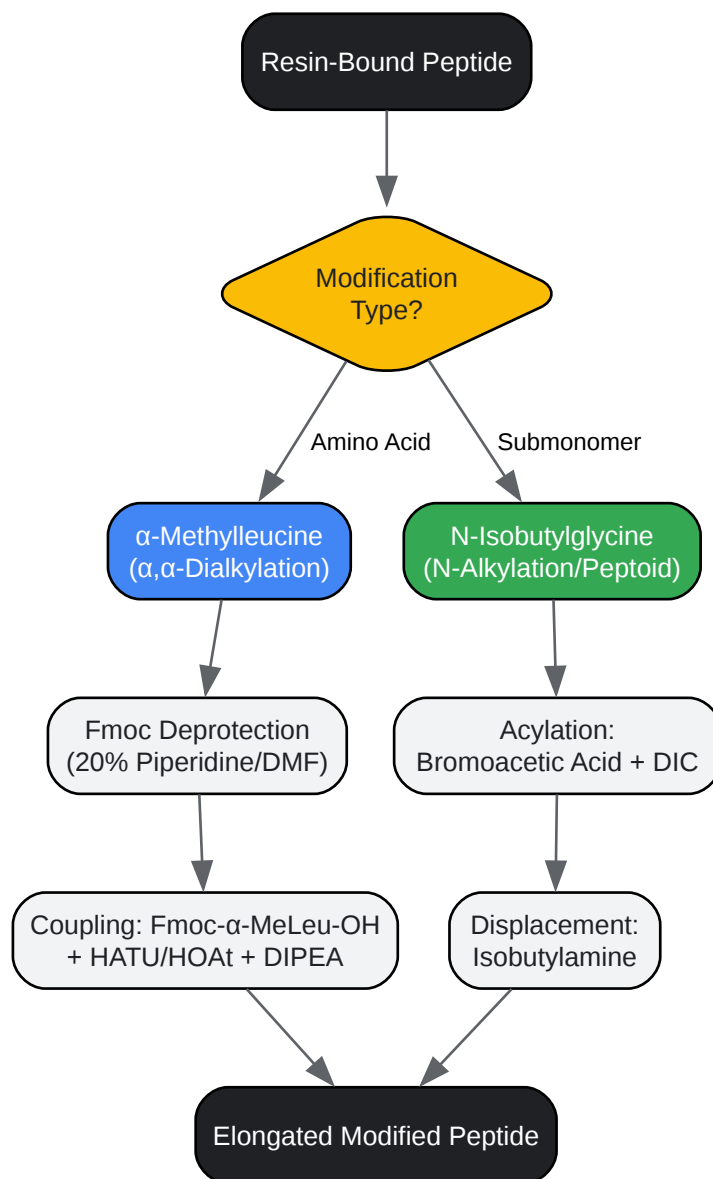 Resin-Bound Peptide
Modification
Type?
Amino Acid
Submonomer
α-Methylleucine
(α,α-Dialkylation)
N-Isobutylglycine
(N-Alkylation/Peptoid)
Fmoc Deprotection
(20% Piperidine/DMF)
Acylation:
Bromoacetic Acid + DIC
Coupling: Fmoc-α-MeLeu-OH
+ HATU/HOAt + DIPEA
Displacement:
Isobutylamine
Elongated Modified Peptide